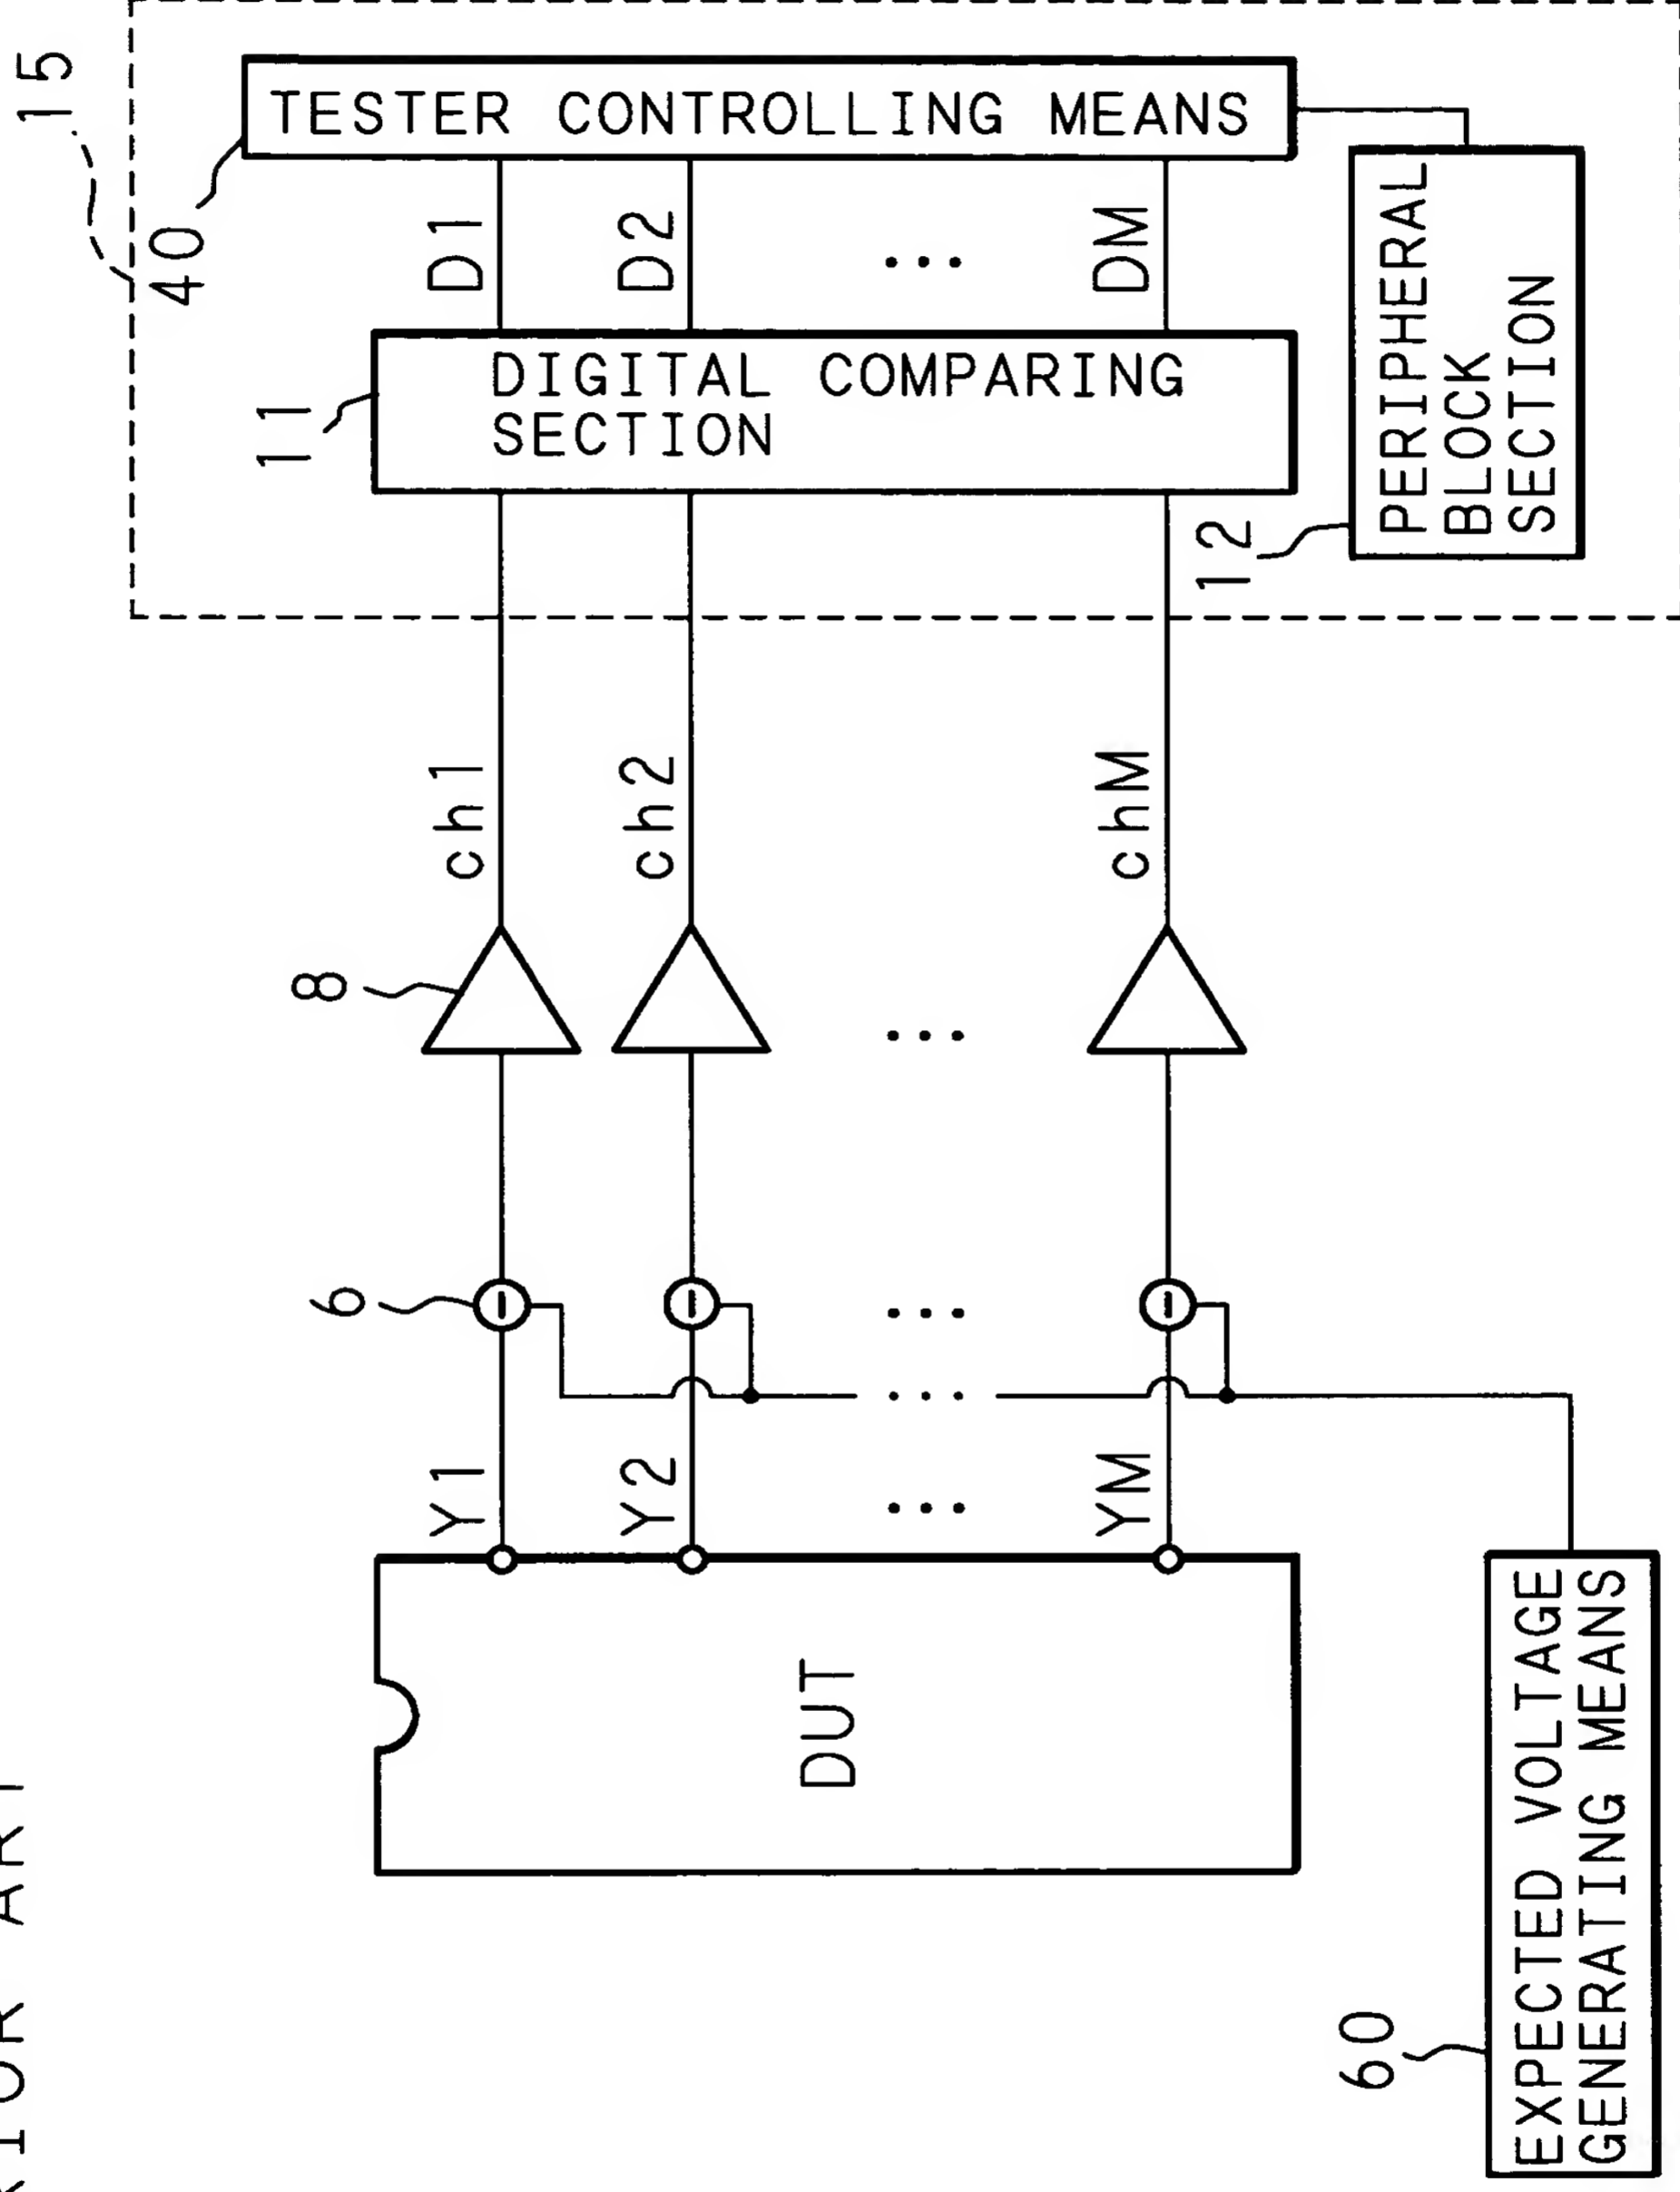 15
40
TESTER CONTROLLING MEANS
D1
D2
...
DM
11
DIGITAL COMPARING
SECTION
12
PERIPHERAL
BLOCK
SECTION
ch1
ch2
chM
8
...
6
...
...
Y1
Y2
...
YM
DUT
60
EXPECTED VOLTAGE
GENERATING MEANS